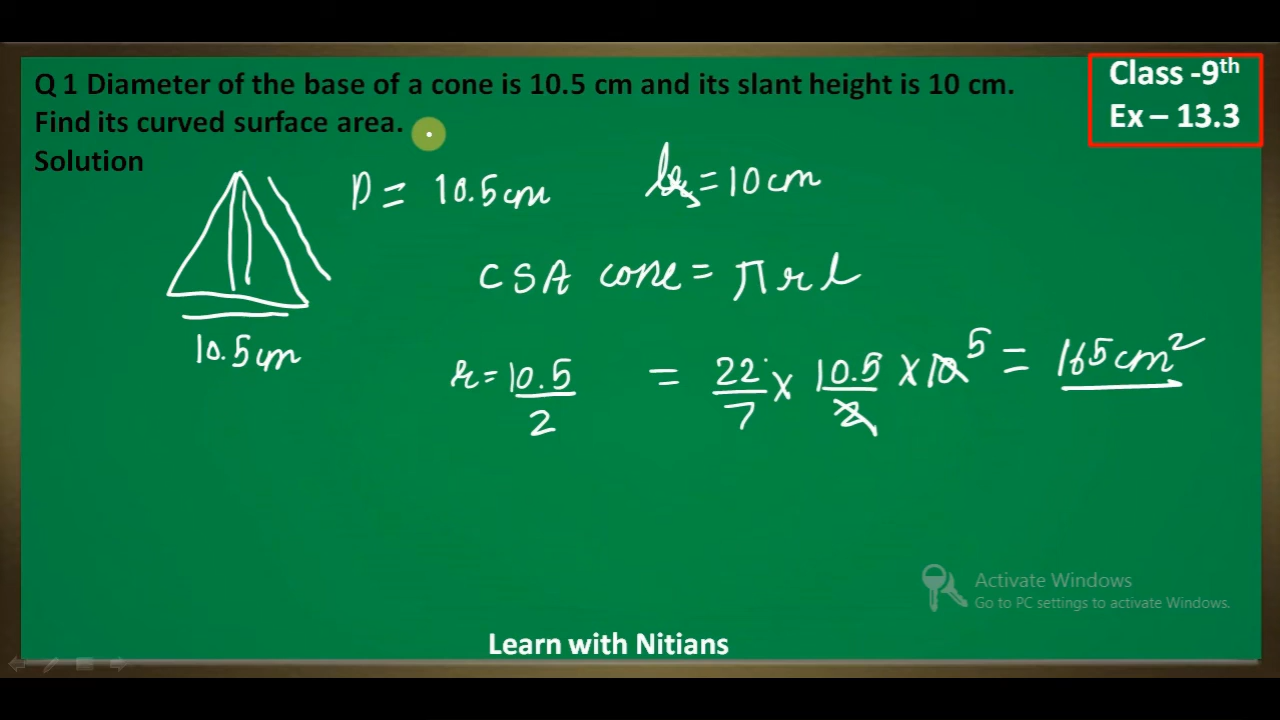 Q 1 Diameter of the base of a cone is 10.5 cm and its slant height is 10 cm.
Find its curved surface area.
Solution
Class -9th
Ex – 13.3
D = 10.5 cm
= 10 cm
10.5 cm
CSA cone = π r l
r = 10.5/2
= 22/7 × 10.5/2 × 10 5 = 165 cm²
Activate Windows
Go to PC settings to activate Windows.
Learn with Nitians